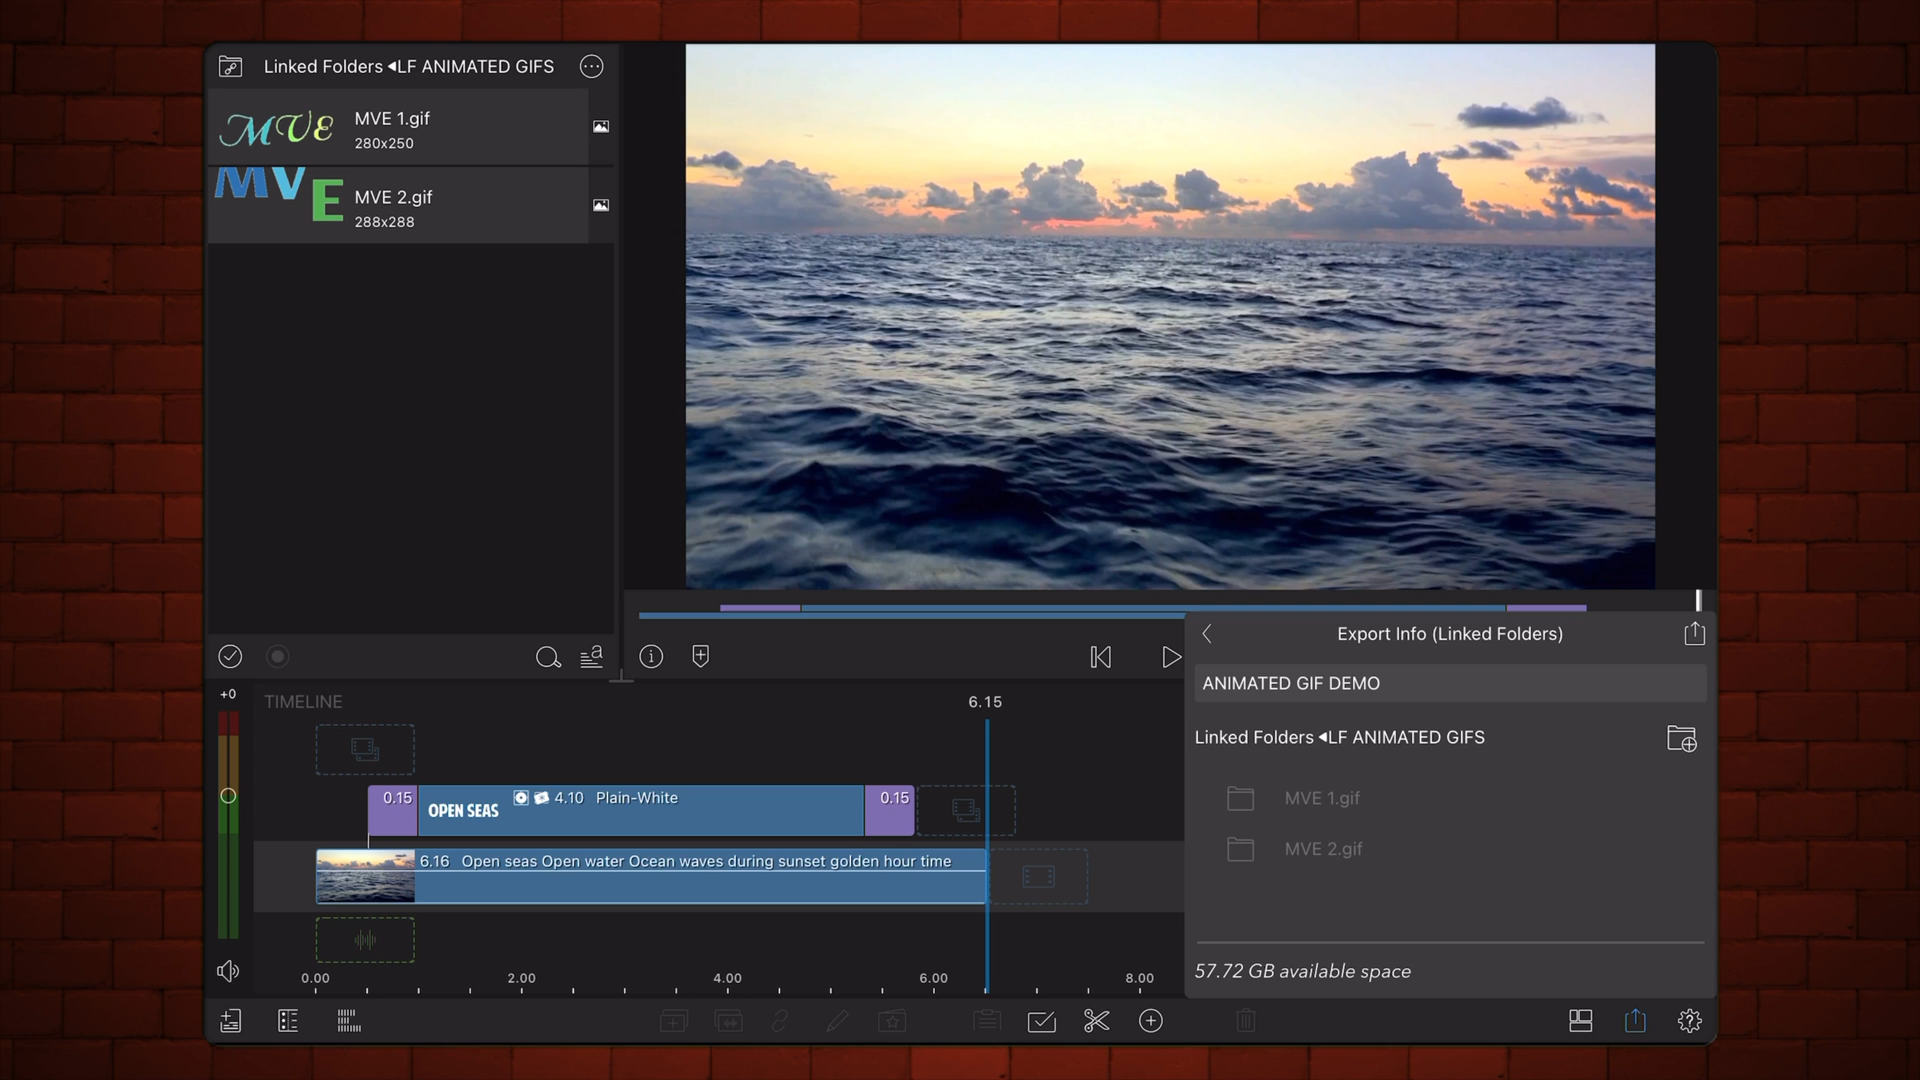 Linked Folders ◀LF ANIMATED GIFS
MVE
MVE 1.gif
280x250
MVE
MVE 2.gif
288x288
a
+0
TIMELINE
6.15
0.15
OPEN SEAS
4.10 Plain-White
0.15
6.16 Open seas Open water Ocean waves during sunset golden hour time
0.00
2.00
4.00
6.00
8.00
Export Info (Linked Folders)
ANIMATED GIF DEMO
Linked Folders ◀LF ANIMATED GIFS
MVE 1.gif
MVE 2.gif
57.72 GB available space